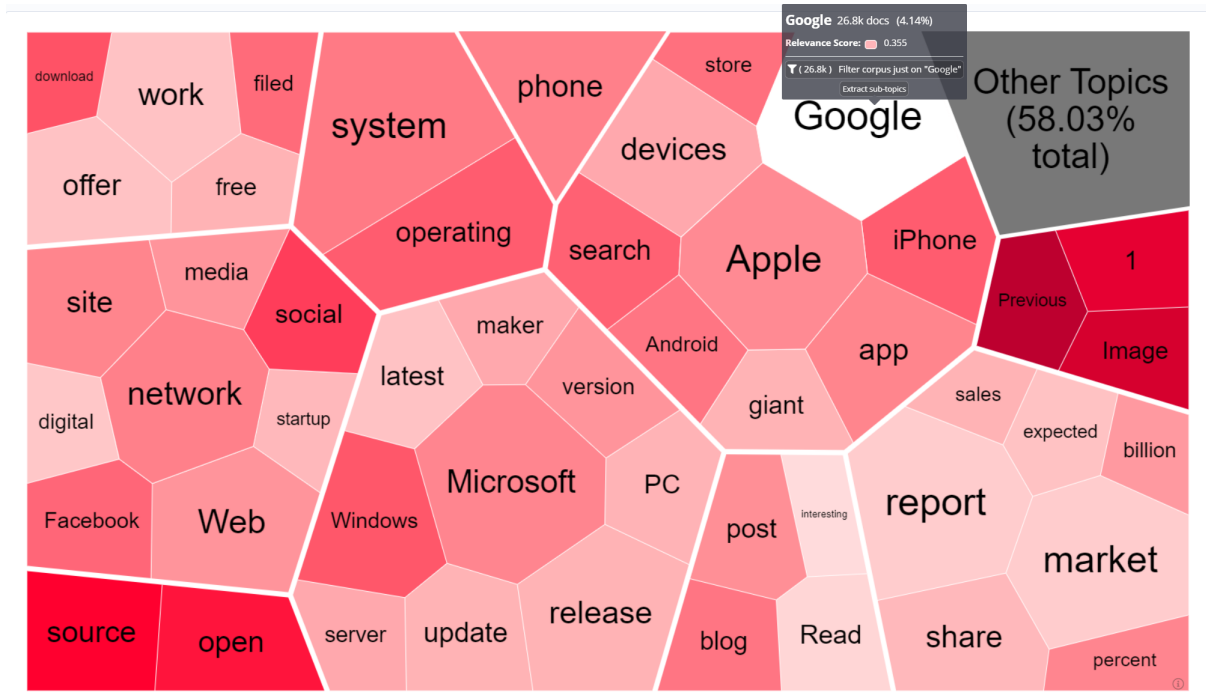 Google 26.8k docs (4.14%)
Relevance Score: 0.355
( 26.8k ) Filter corpus just on "Google"
Extract sub-topics
download
work
filed
offer
free
system
phone
operating
store
devices
Google
search
Apple
iPhone
Android
app
giant
Other Topics
(58.03%
total)
Previous
1
Image
site
media
social
network
digital
startup
Facebook
Web
latest
maker
version
Microsoft
PC
Windows
server
update
release
source
open
post
interesting
blog
Read
sales
expected
billion
report
market
share
percent